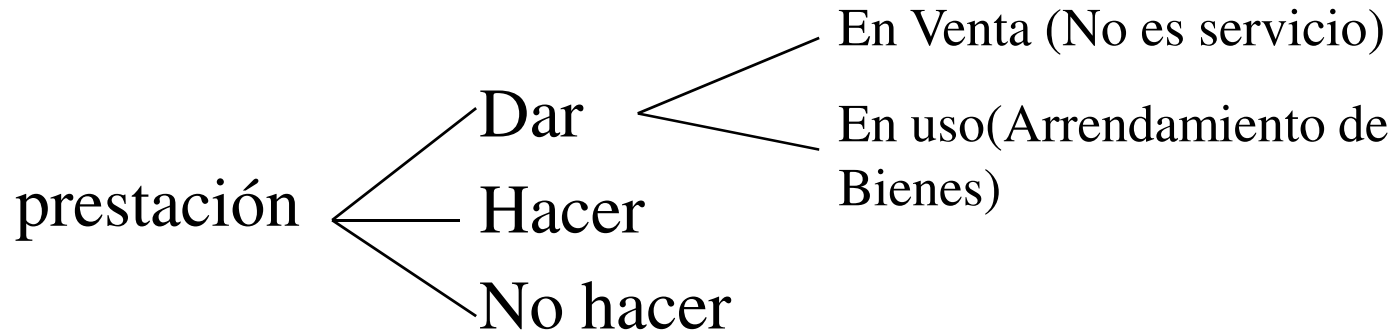 En Venta (No es servicio)
Dar
En uso(Arrendamiento de
Bienes)
prestación
Hacer
No hacer